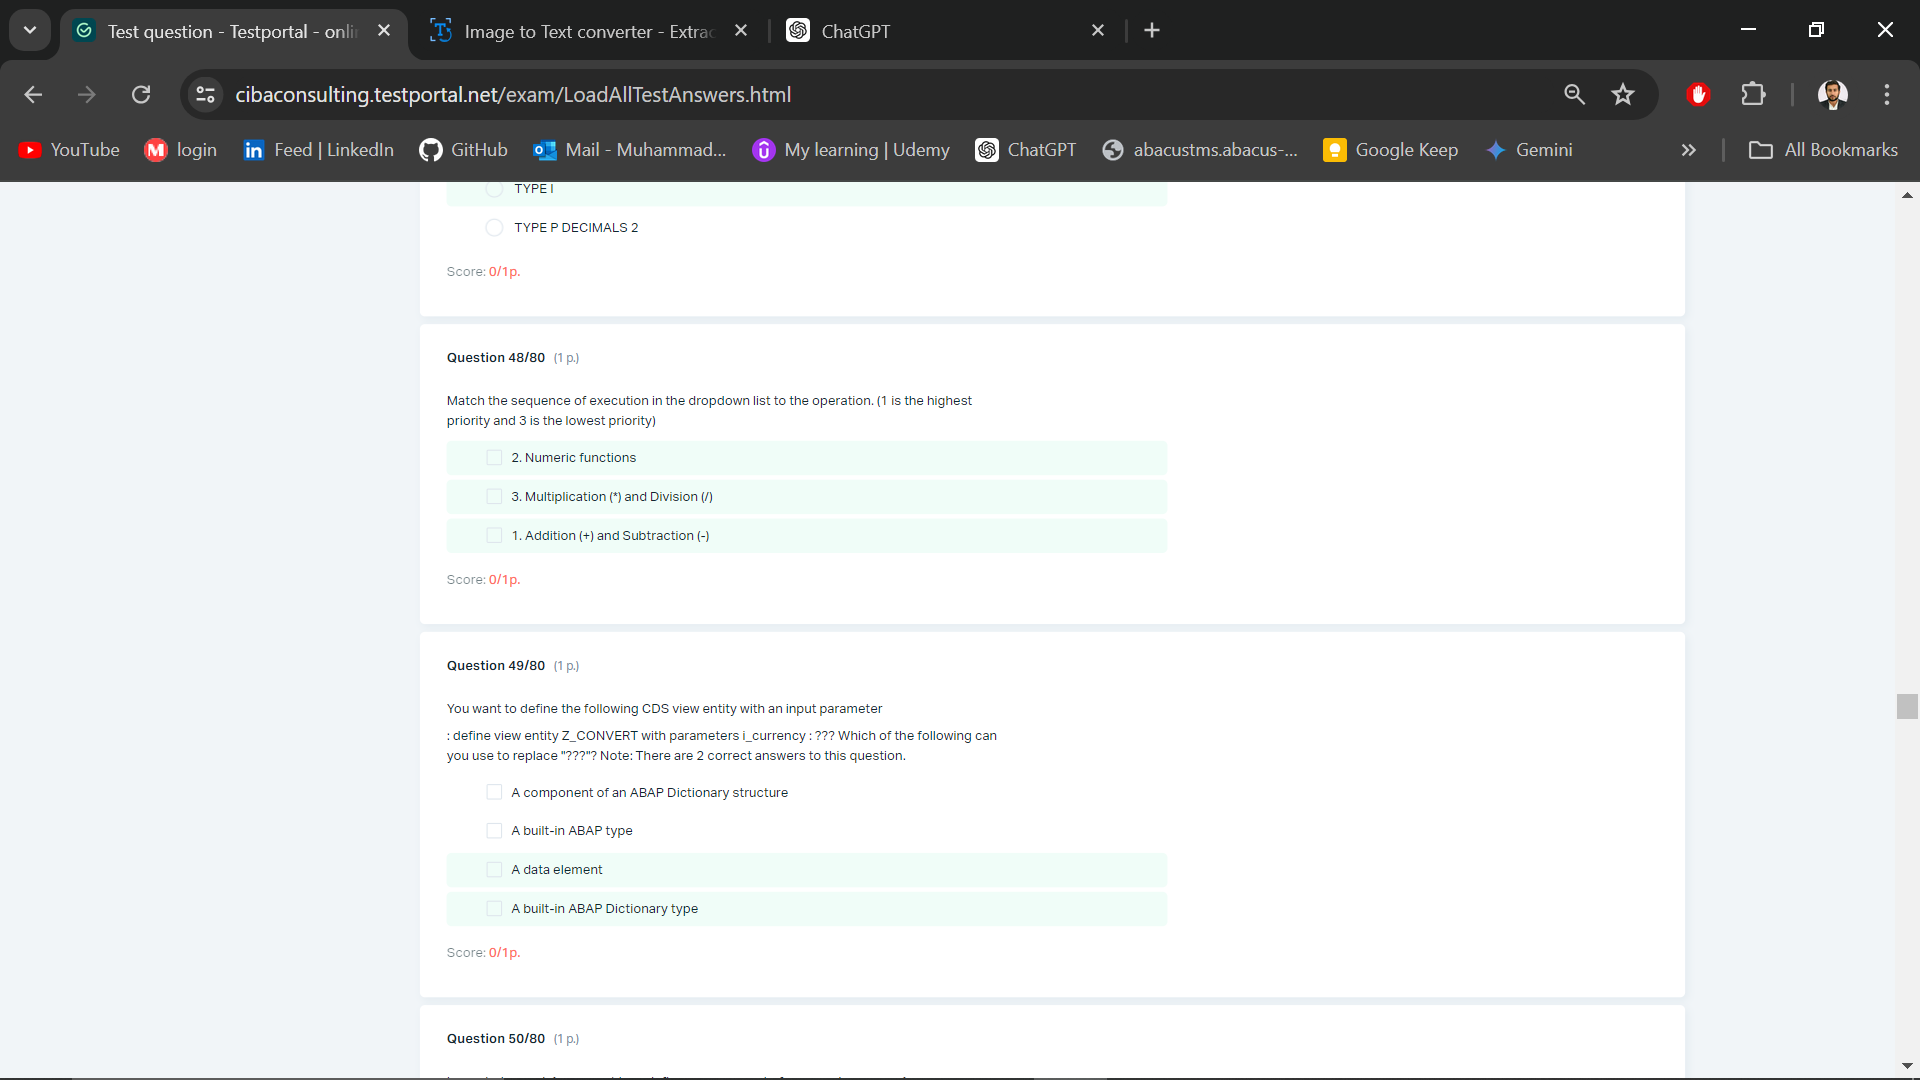 Test question - Testportal - onli
Image to Text converter - Extrac
ChatGPT
cibaconsulting.testportal.net/exam/LoadAllTestAnswers.html
YouTube
login
Feed | LinkedIn
GitHub
Mail - Muhammad...
My learning | Udemy
ChatGPT
abacustms.abacus-...
Google Keep
Gemini
All Bookmarks
TYPE I
TYPE P DECIMALS 2
Score: 0/1p.
Question 48/80 (1 p.)
Match the sequence of execution in the dropdown list to the operation. (1 is the highest
priority and 3 is the lowest priority)
2. Numeric functions
3. Multiplication (*) and Division (/)
1. Addition (+) and Subtraction (-)
Score: 0/1p.
Question 49/80 (1 p.)
You want to define the following CDS view entity with an input parameter
: define view entity Z_CONVERT with parameters i_currency : ??? Which of the following can
you use to replace "???"? Note: There are 2 correct answers to this question.
A component of an ABAP Dictionary structure
A built-in ABAP type
A data element
A built-in ABAP Dictionary type
Score: 0/1p.
Question 50/80 (1 p.)